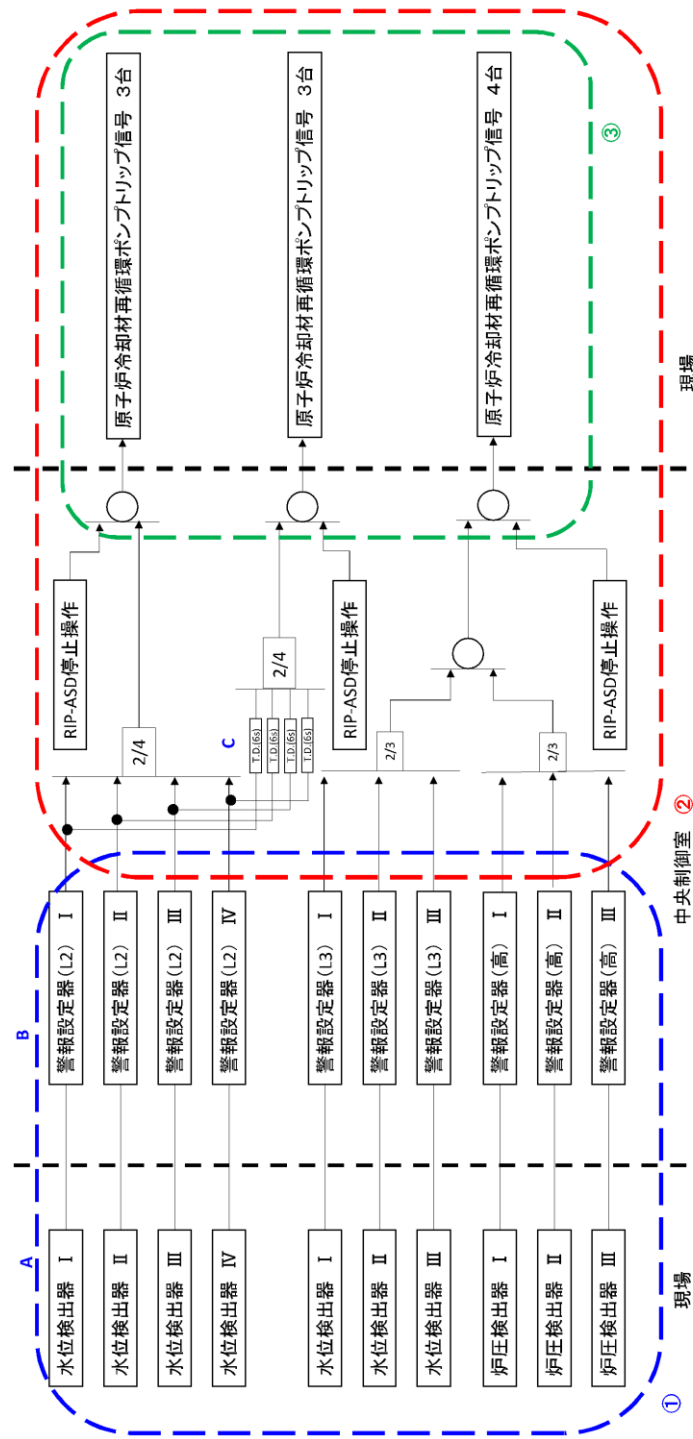 A
B
水位検出器 Ⅰ
警報設定器(L2) Ⅰ
水位検出器 Ⅱ
警報設定器(L2) Ⅱ
水位検出器 Ⅲ
警報設定器(L2) Ⅲ
水位検出器 Ⅳ
警報設定器(L2) Ⅳ
水位検出器 Ⅰ
警報設定器(L3) Ⅰ
水位検出器 Ⅱ
警報設定器(L3) Ⅱ
水位検出器 Ⅲ
警報設定器(L3) Ⅲ
炉圧検出器 Ⅰ
警報設定器(高) Ⅰ
炉圧検出器 Ⅱ
警報設定器(高) Ⅱ
炉圧検出器 Ⅲ
警報設定器(高) Ⅲ
RIP-ASD停止操作
2/4
原子炉冷却材再循環ポンプトリップ信号 3台
C
T.D.(6s)
T.D.(6s)
T.D.(6s)
T.D.(6s)
2/4
原子炉冷却材再循環ポンプトリップ信号 3台
RIP-ASD停止操作
2/3
2/3
原子炉冷却材再循環ポンプトリップ信号 4台
RIP-ASD停止操作
③
①
現場
中央制御室
②
現場